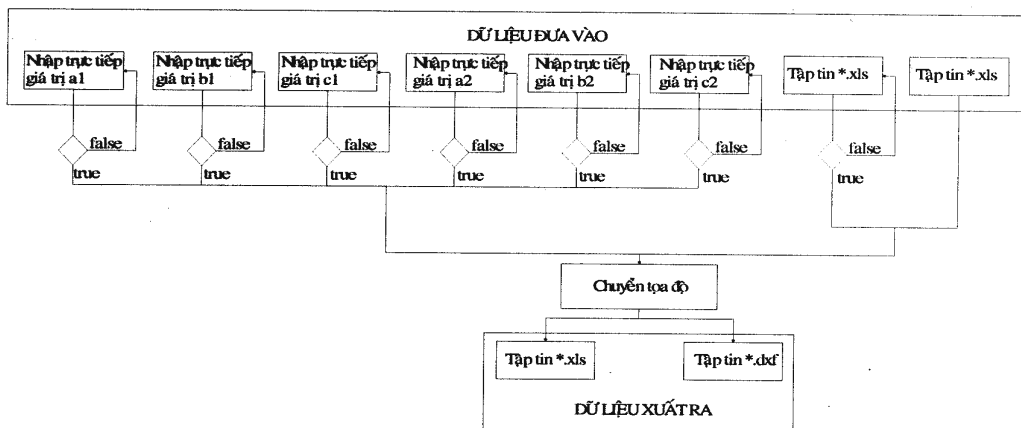 DỮ LIỆU ĐƯA VÀO
Nhập trực tiếp
giá trị a1
Nhập trực tiếp
giá trị b1
Nhập trực tiếp
giá trị c1
Nhập trực tiếp
giá trị a2
Nhập trực tiếp
giá trị b2
Nhập trực tiếp
giá trị c2
Tập tin *.xls
Tập tin *.xls
false
false
false
false
false
false
false
true
true
true
true
true
true
true
Chuyển tọa độ
Tập tin *.xls
Tập tin *.dxf
DỮ LIỆU XUẤT RA